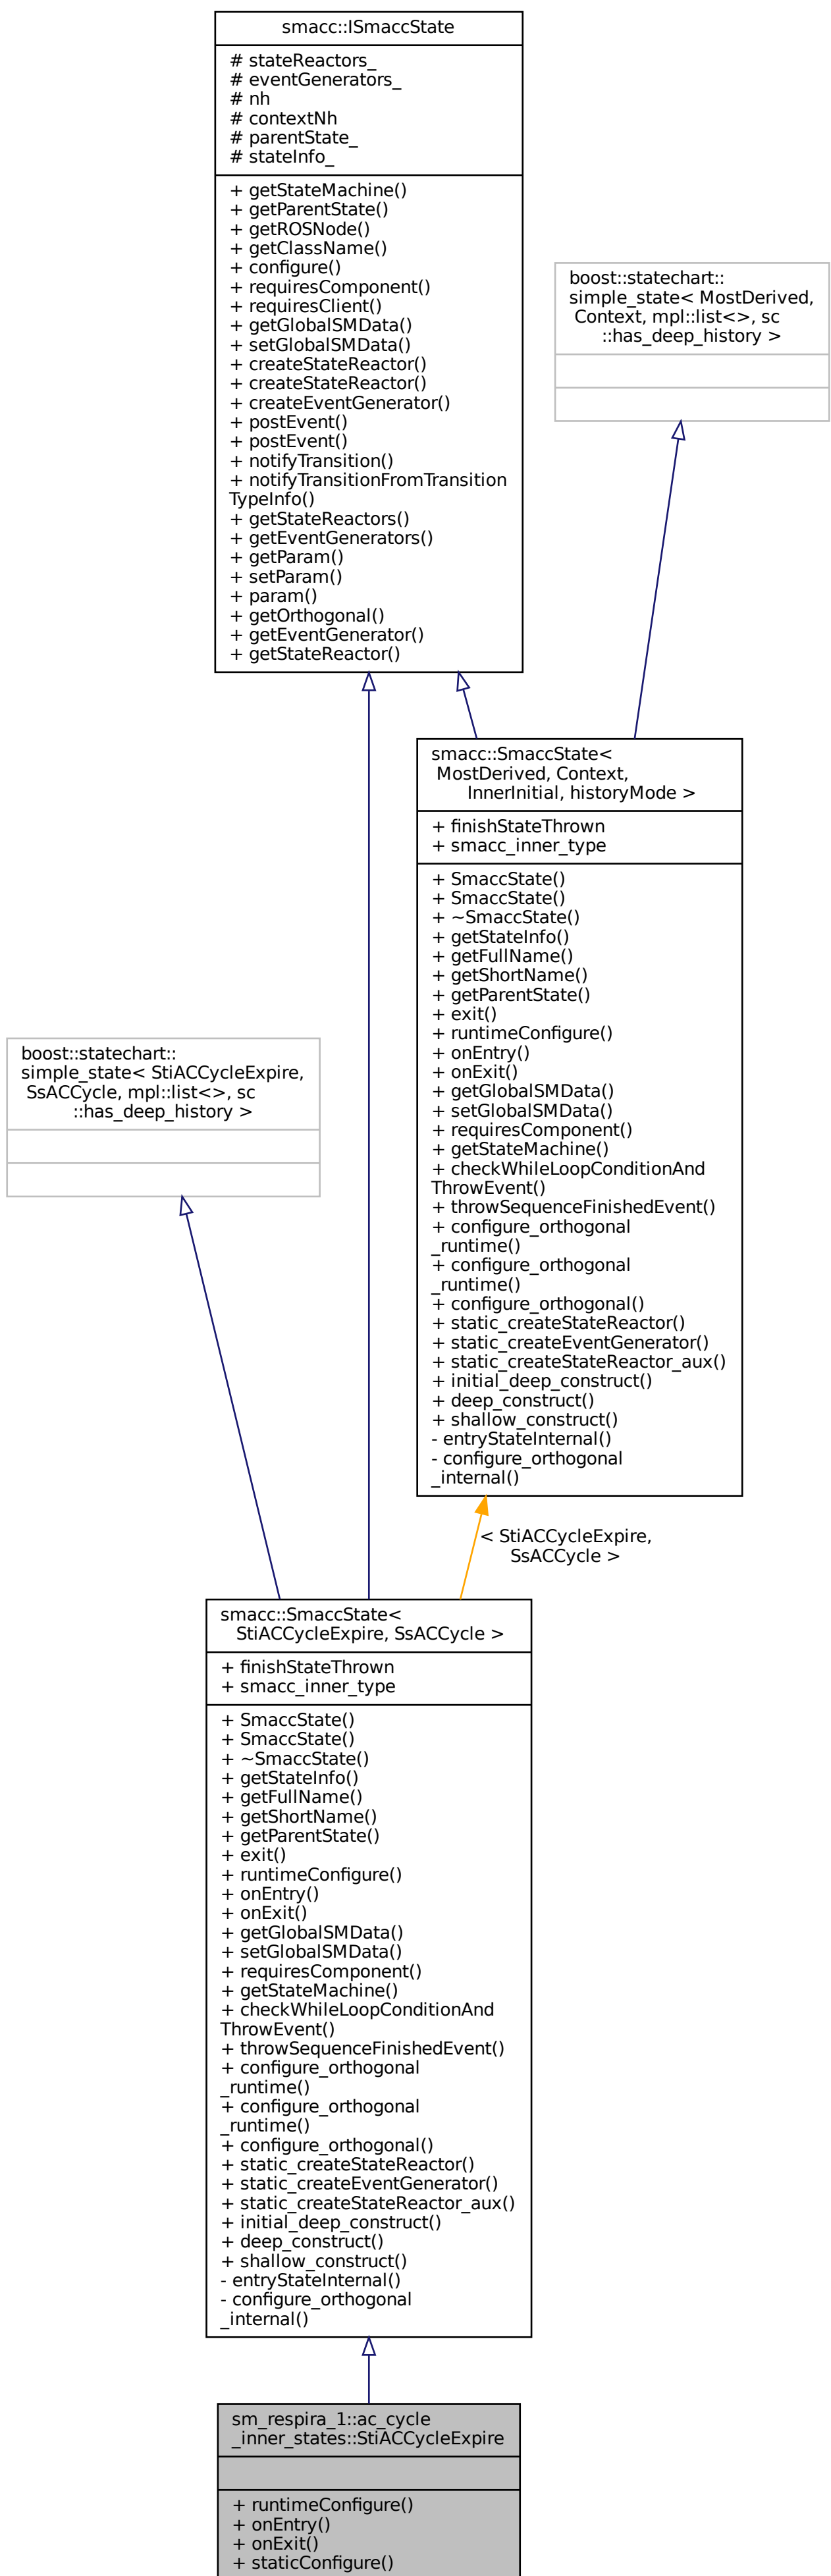 smacc::ISmaccState
# stateReactors_
# eventGenerators_
# nh
# contextNh
# parentState_
# stateInfo_
+ getStateMachine()
+ getParentState()
+ getROSNode()
+ getClassName()
+ configure()
+ requiresComponent()
+ requiresClient()
+ getGlobalSMData()
+ setGlobalSMData()
+ createStateReactor()
+ createStateReactor()
+ createEventGenerator()
+ postEvent()
+ postEvent()
+ notifyTransition()
+ notifyTransitionFromTransition
TypeInfo()
+ getStateReactors()
+ getEventGenerators()
+ getParam()
+ setParam()
+ param()
+ getOrthogonal()
+ getEventGenerator()
+ getStateReactor()
boost::statechart::
simple_state< MostDerived,
Context, mpl::list<>, sc
::has_deep_history >
smacc::SmaccState<
MostDerived, Context,
InnerInitial, historyMode >
+ finishStateThrown
+ smacc_inner_type
+ SmaccState()
+ SmaccState()
+ ~SmaccState()
+ getStateInfo()
+ getFullName()
+ getShortName()
+ getParentState()
+ exit()
+ runtimeConfigure()
+ onEntry()
+ onExit()
+ getGlobalSMData()
+ setGlobalSMData()
+ requiresComponent()
+ getStateMachine()
+ checkWhileLoopConditionAnd
ThrowEvent()
+ throwSequenceFinishedEvent()
+ configure_orthogonal
_runtime()
+ configure_orthogonal
_runtime()
+ configure_orthogonal()
+ static_createStateReactor()
+ static_createEventGenerator()
+ static_createStateReactor_aux()
+ initial_deep_construct()
+ deep_construct()
+ shallow_construct()
- entryStateInternal()
- configure_orthogonal
_internal()
boost::statechart::
simple_state< StiACCycleExpire,
SsACCycle, mpl::list<>, sc
::has_deep_history >
< StiACCycleExpire,
SsACCycle >
smacc::SmaccState<
StiACCycleExpire, SsACCycle >
+ finishStateThrown
+ smacc_inner_type
+ SmaccState()
+ SmaccState()
+ ~SmaccState()
+ getStateInfo()
+ getFullName()
+ getShortName()
+ getParentState()
+ exit()
+ runtimeConfigure()
+ onEntry()
+ onExit()
+ getGlobalSMData()
+ setGlobalSMData()
+ requiresComponent()
+ getStateMachine()
+ checkWhileLoopConditionAnd
ThrowEvent()
+ throwSequenceFinishedEvent()
+ configure_orthogonal
_runtime()
+ configure_orthogonal
_runtime()
+ configure_orthogonal()
+ static_createStateReactor()
+ static_createEventGenerator()
+ static_createStateReactor_aux()
+ initial_deep_construct()
+ deep_construct()
+ shallow_construct()
- entryStateInternal()
- configure_orthogonal
_internal()
sm_respira_1::ac_cycle
_inner_states::StiACCycleExpire
+ runtimeConfigure()
+ onEntry()
+ onExit()
+ staticConfigure()